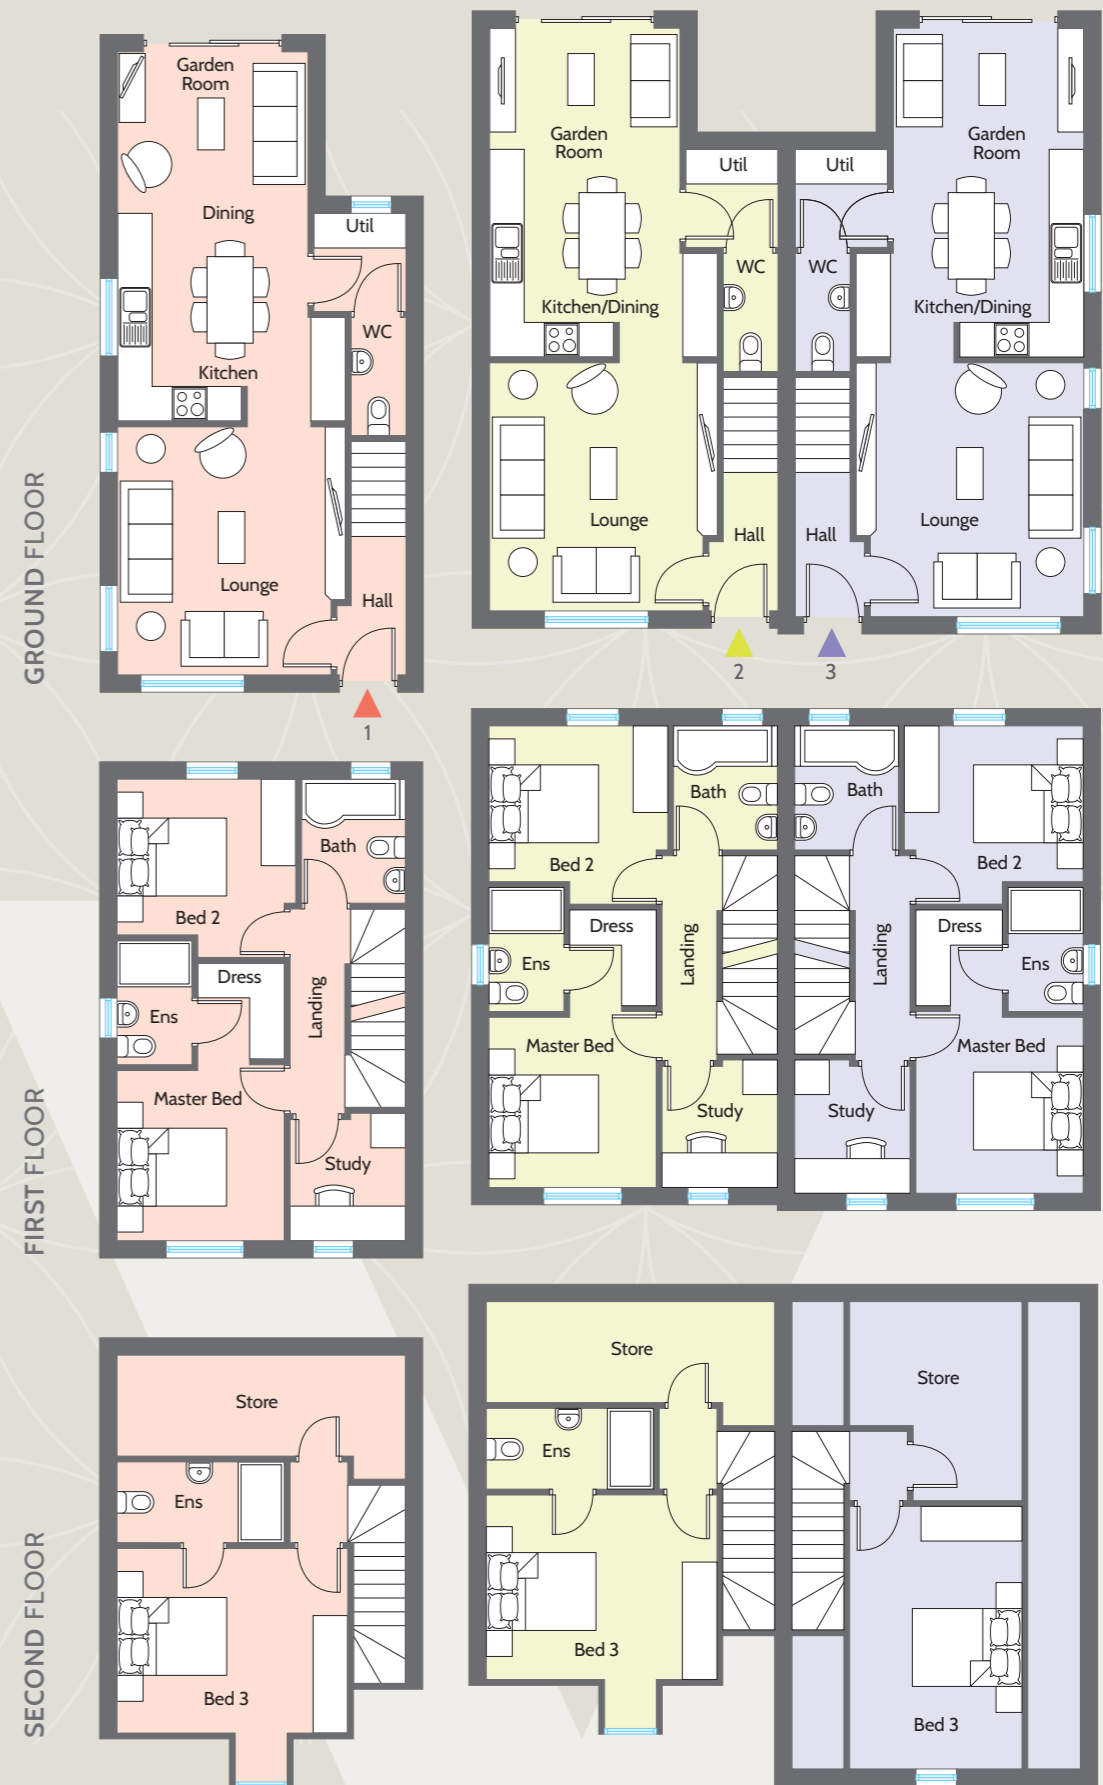 GROUND FLOOR
Garden
Room
Dining
Util
WC
Kitchen
Lounge
Hall
1
Garden
Room
Util
WC
Kitchen/Dining
Lounge
Hall
2
Util
Garden
Room
WC
Kitchen/Dining
Hall
Lounge
3
FIRST FLOOR
Bath
Bed 2
Dress
Ens
Landing
Master Bed
Study
Bath
Bed 2
Dress
Ens
Landing
Master Bed
Study
Bath
Bed 2
Dress
Ens
Landing
Master Bed
Study
SECOND FLOOR
Store
Ens
Bed 3
Store
Ens
Bed 3
Store
Bed 3